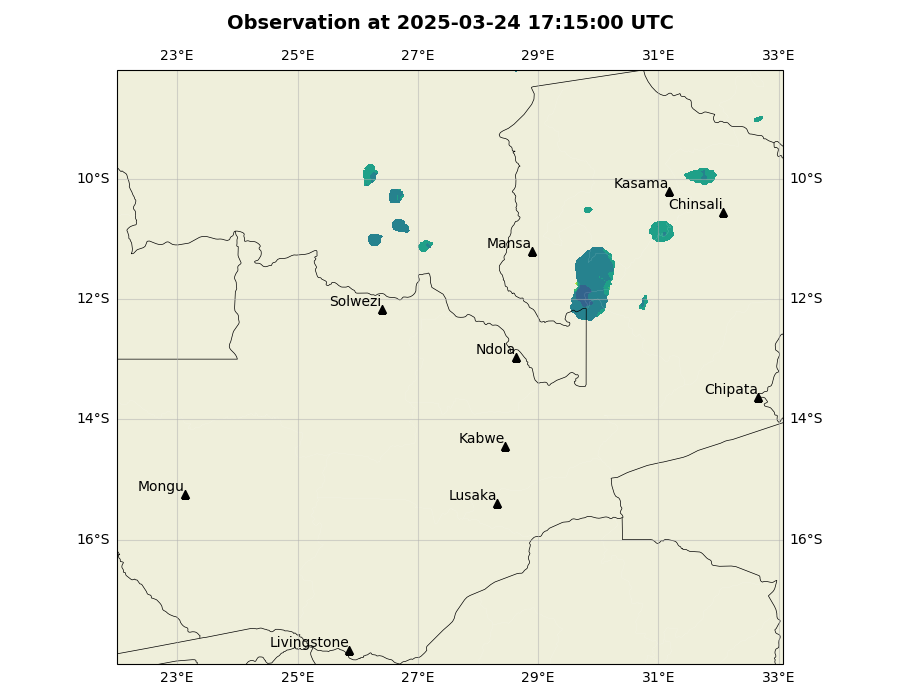 Observation at 2025-03-24 17:15:00 UTC
23°E 25°E 27°E 29°E 31°E 33°E
10°S 10°S
Kasama
Chinsali
Mansa
12°S 12°S
Solwezi
Ndola
Chipata
14°S 14°S
Kabwe
Mongu
Lusaka
16°S 16°S
Livingstone
23°E 25°E 27°E 29°E 31°E 33°E